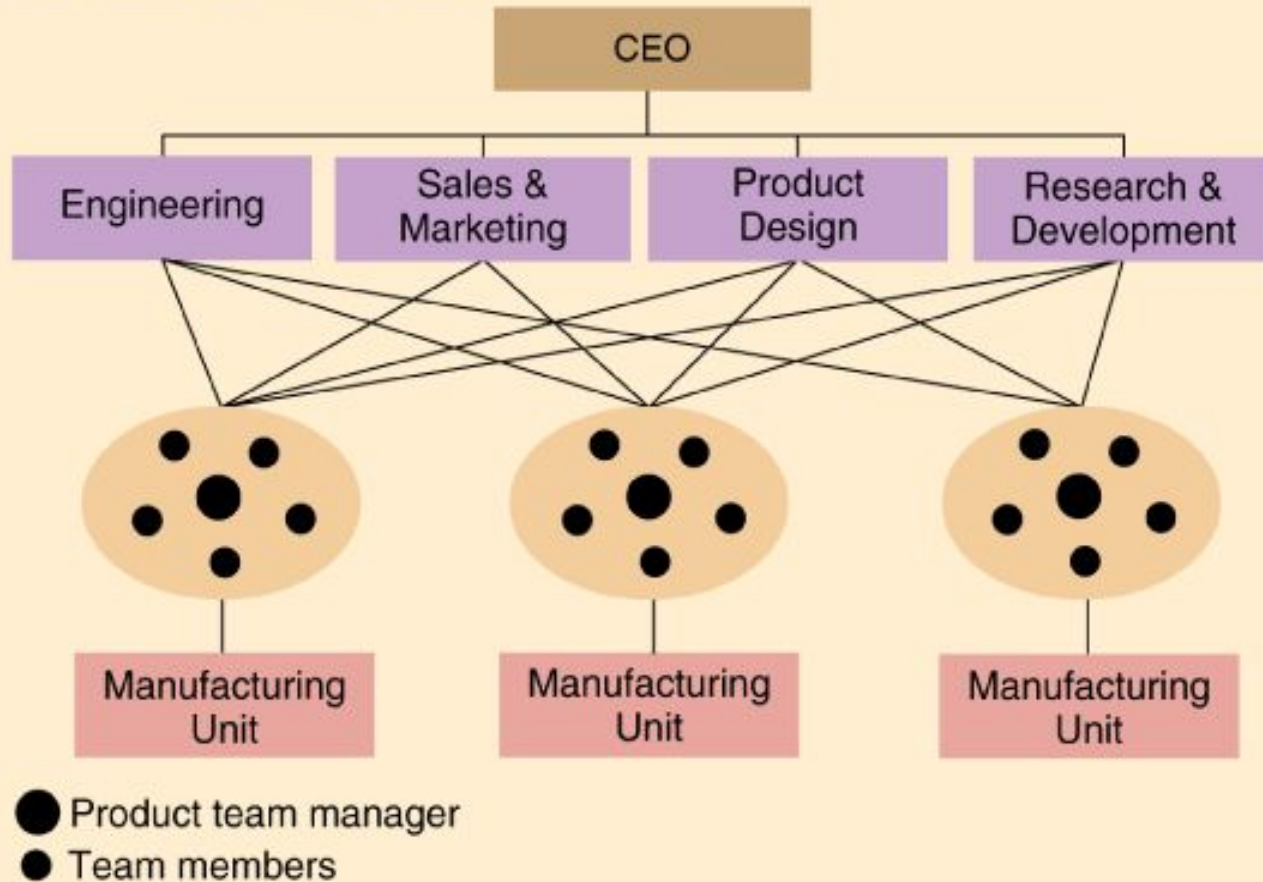 CEO
Engineering
Sales &
Marketing
Product
Design
Research &
Development
Manufacturing
Unit
Manufacturing
Unit
Manufacturing
Unit
Product team manager
Team members